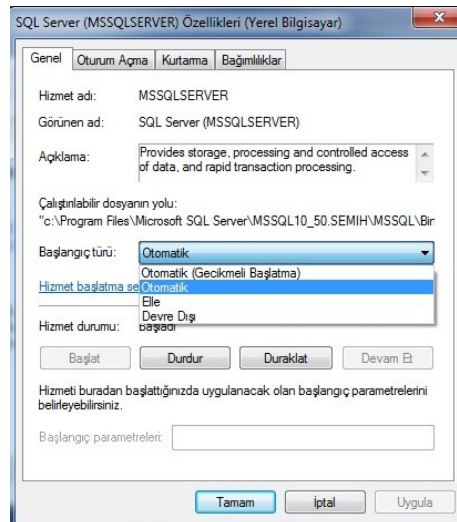 SQL Server (MSSQLSERVER) Özellikleri (Yerel Bilgisayar)
Genel Oturum Açma Kurtarma Bağımlılıklar
Hizmet adı: MSSQLSERVER
Görünen ad: SQL Server (MSSQLSERVER)
Açıklama: Provides storage, processing and controlled access
of data, and rapid transaction processing.
Çalıştırılabilir dosyanın yolu:
"c:\Program Files\Microsoft SQL Server\MSSQL10_50.SEMIH\MSSQL\Bin
Başlangıç türü: Otomatik
Otomatik (Gecikmeli Başlatma)
Hizmet başlatma se Otomatik
Elle
Devre Dışı
Hizmet durumu: Başladı
Başlat Durdur Duraklat Devam Et
Hizmeti buradan başlattığınızda uygulanacak olan başlangıç parametrelerini
belirleyebilirsiniz.
Başlangıç parametreleri:
Tamam İptal Uygula